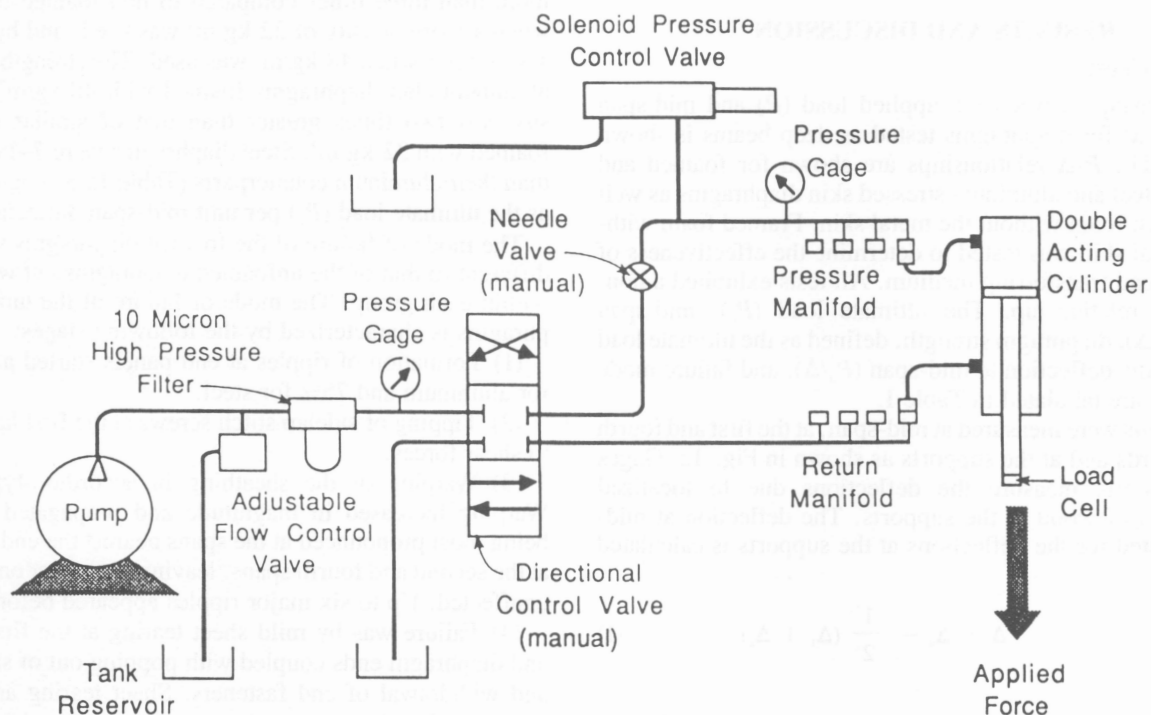 Solenoid Pressure
Control Valve
Pressure
Gage
Needle
Valve
(manual)
Double
Acting
Cylinder
Pressure
Manifold
Pressure
Gage
10 Micron
High Pressure
Filter
Pump
Adjustable
Flow Control
Valve
Return
Manifold
Load
Cell
Directional
Control Valve
(manual)
Tank
Reservoir
Applied
Force